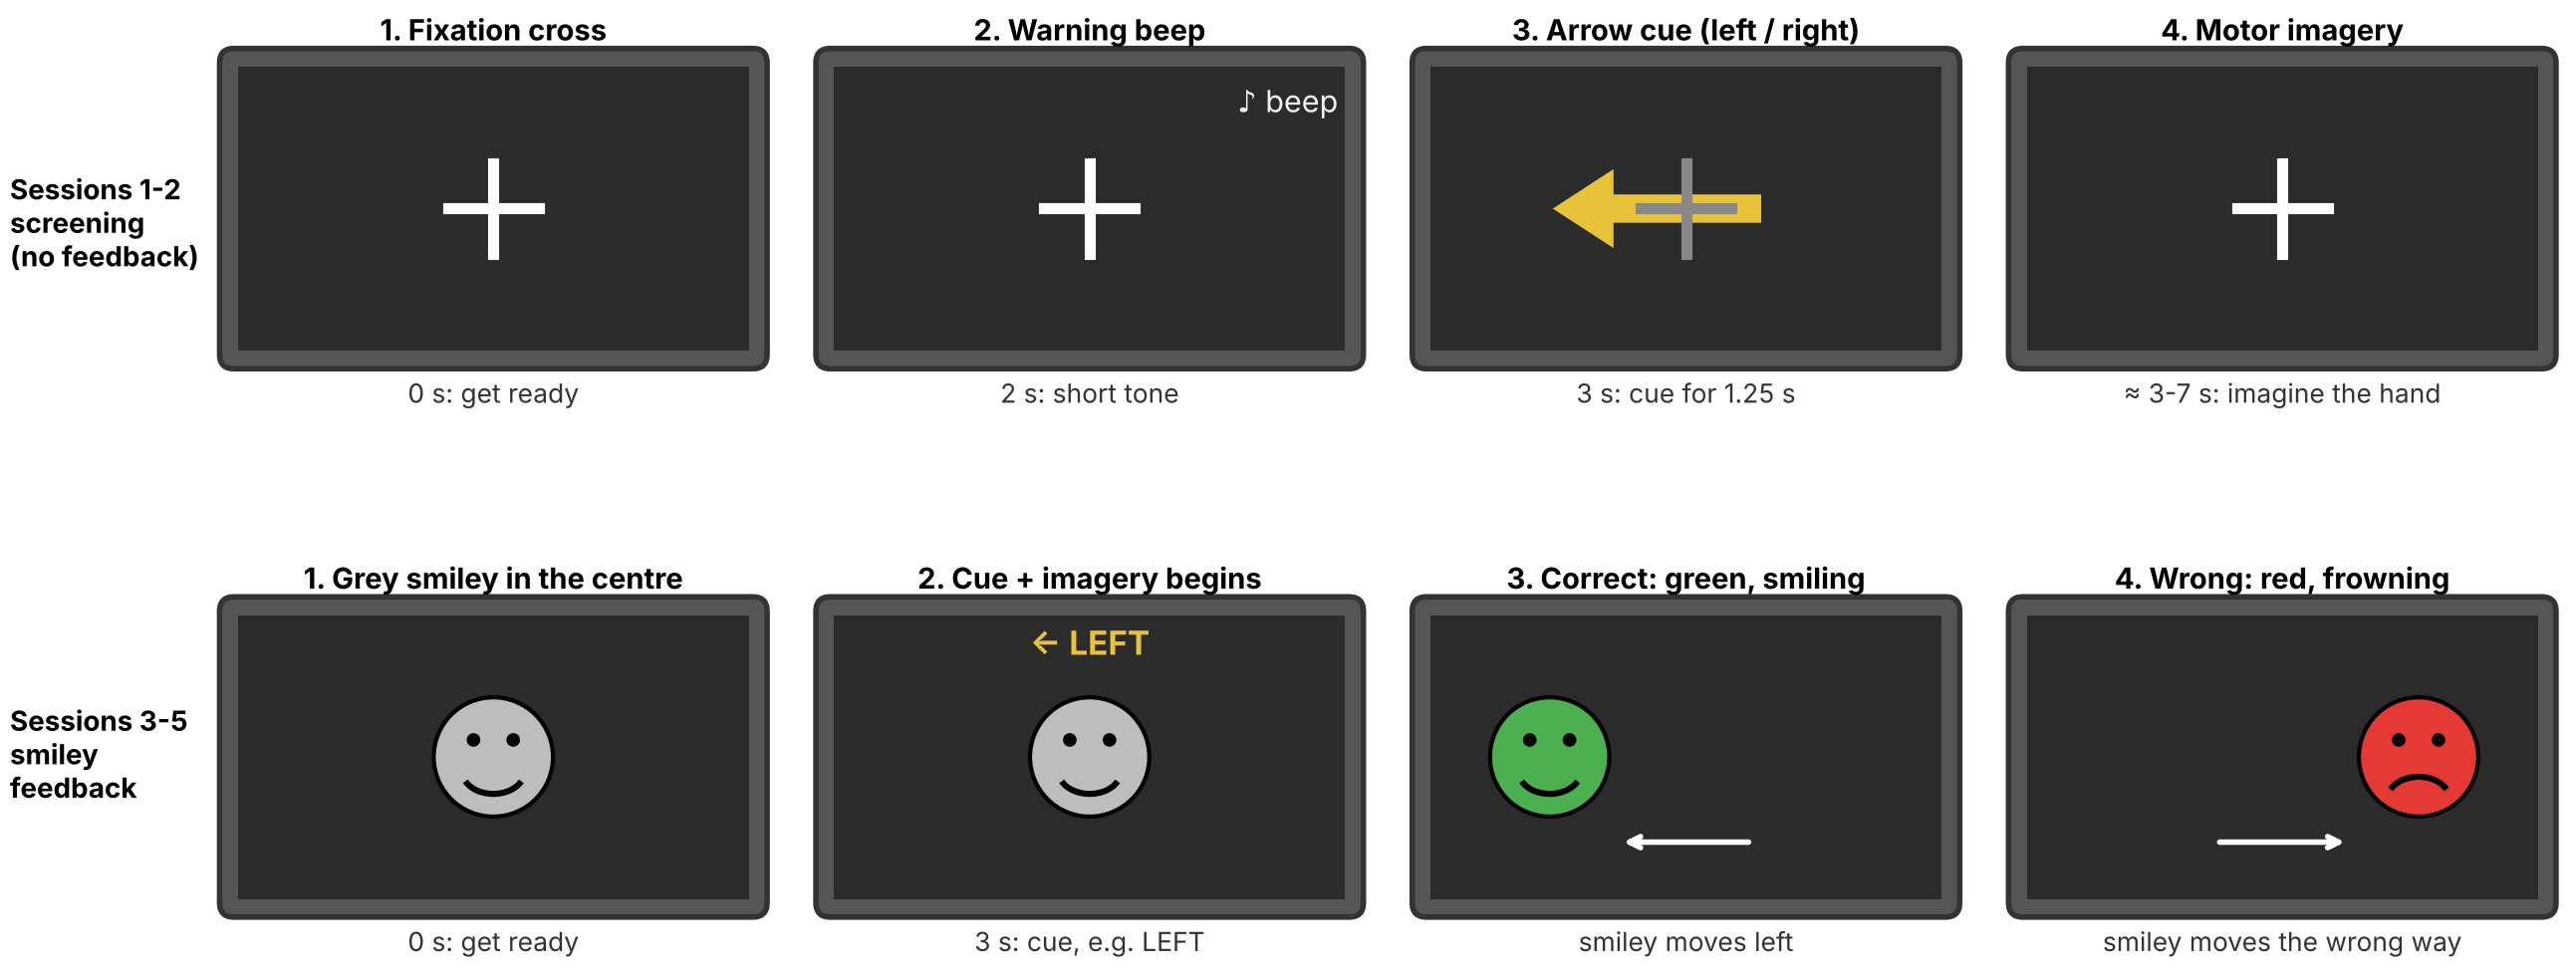 1. Fixation cross
2. Warning beep
3. Arrow cue (left / right)
4. Motor imagery
Sessions 1-2
screening
(no feedback)
♪ beep
0 s: get ready
2 s: short tone
3 s: cue for 1.25 s
≈ 3-7 s: imagine the hand
1. Grey smiley in the centre
2. Cue + imagery begins
3. Correct: green, smiling
4. Wrong: red, frowning
Sessions 3-5
smiley
feedback
← LEFT
0 s: get ready
3 s: cue, e.g. LEFT
smiley moves left
smiley moves the wrong way